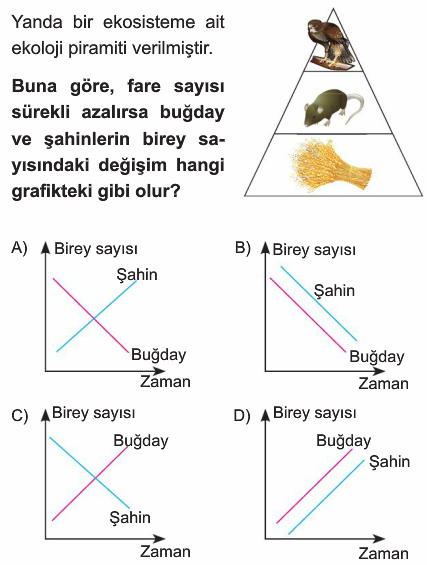 Yanda bir ekosisteme ait
ekoloji piramiti verilmiştir.
Buna göre, fare sayısı
sürekli azalırsa buğday
ve şahinlerin birey sa-
yısındaki değişim hangi
grafikteki gibi olur?
A) Birey sayısı
Şahin
Buğday
Zaman
B) Birey sayısı
Şahin
Buğday
Zaman
C) Birey sayısı
Buğday
Şahin
Zaman
D) Birey sayısı
Buğday
Şahin
Zaman